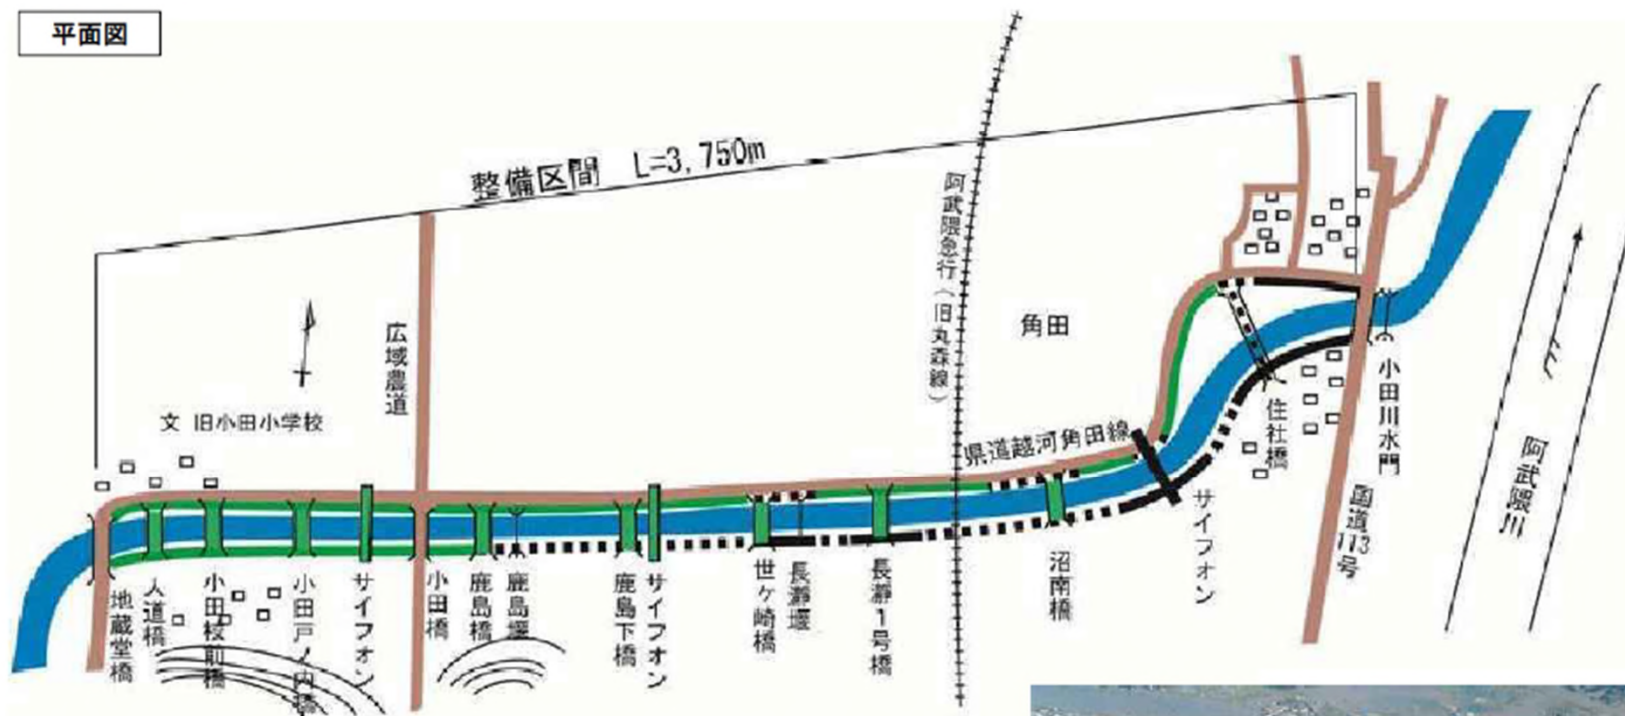 平面図
整備区間 L=3,750m
阿武隈急行(旧丸森線)
角田
広域農道
文 旧小田小学校
県道越河角田線
地蔵堂橋
人道橋
小田校前橋
小田戸ノ内橋
サイフォン
小田橋
鹿島橋
鹿島堰
鹿島下橋
サイフォン
世ヶ崎橋
長瀞堰
長瀞1号橋
沼南橋
サイフォン
住社橋
小田川水門
国道113号
阿武隈川